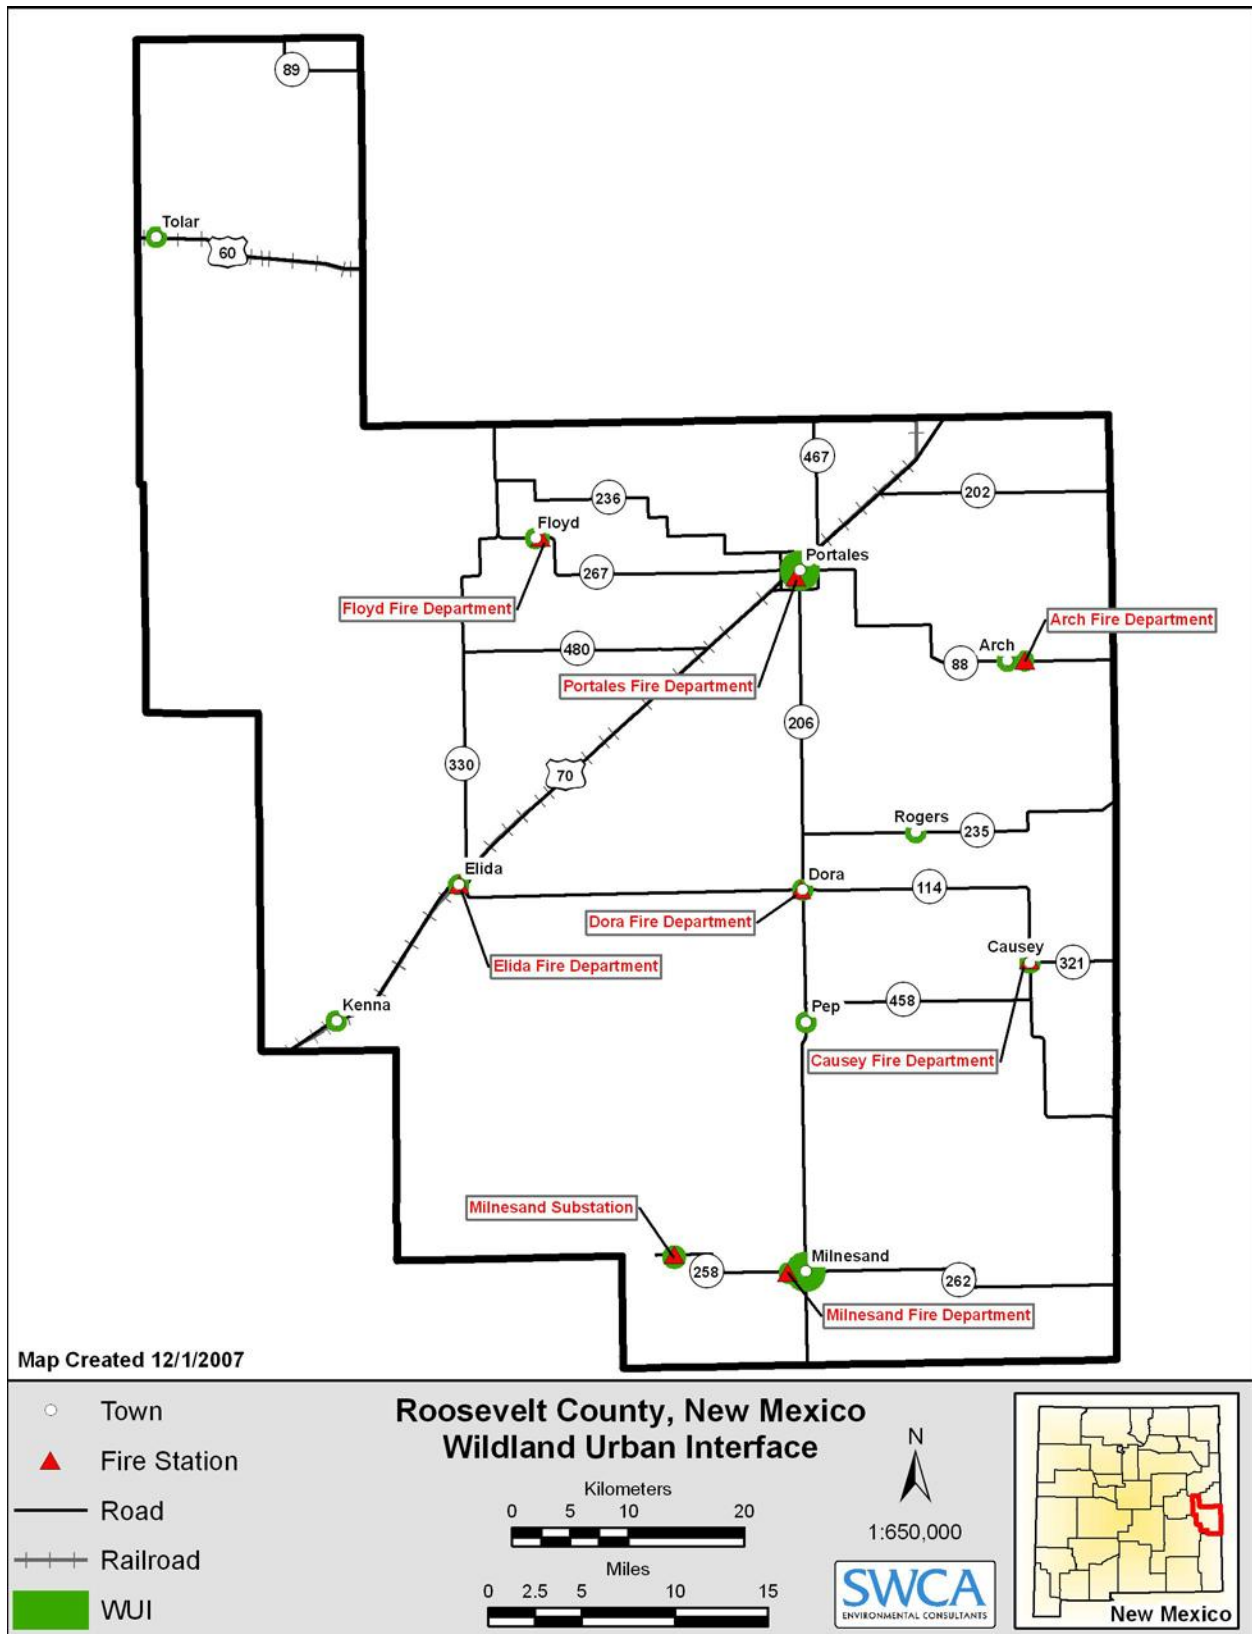 89
Tolar
60
467
236
202
Floyd
Portales
267
Floyd Fire Department
Arch Fire Department
480
Arch
88
Portales Fire Department
206
330
70
Rogers
235
Elida
Dora
114
Dora Fire Department
Causey
321
Elida Fire Department
Kenna
Pep
458
Causey Fire Department
Milnesand Substation
Milnesand
258
262
Milnesand Fire Department
Map Created 12/1/2007
Town
Fire Station
Road
Railroad
WUI
Roosevelt County, New Mexico
Wildland Urban Interface
Kilometers
0 5 10 20
Miles
0 2.5 5 10 15
N
1:650,000
SWCA
ENVIRONMENTAL CONSULTANTS
New Mexico